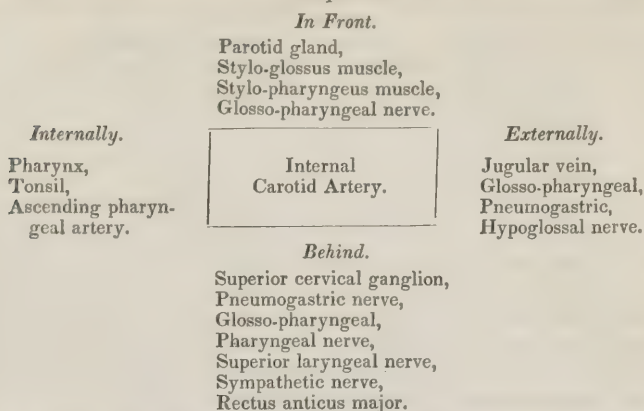 In Front.
Parotid gland,
Stylo-glossus muscle,
Stylo-pharyngeus muscle,
Glosso-pharyngeal nerve.
Internally.
Pharynx,
Tonsil,
Ascending pharyn-
geal artery.
Internal
Carotid Artery.
Externally.
Jugular vein,
Glosso-pharyngeal,
Pneumogastric,
Hypoglossal nerve.
Behind.
Superior cervical ganglion,
Pneumogastric nerve,
Glosso-pharyngeal,
Pharyngeal nerve,
Superior laryngeal nerve,
Sympathetic nerve,
Rectus anticus major.